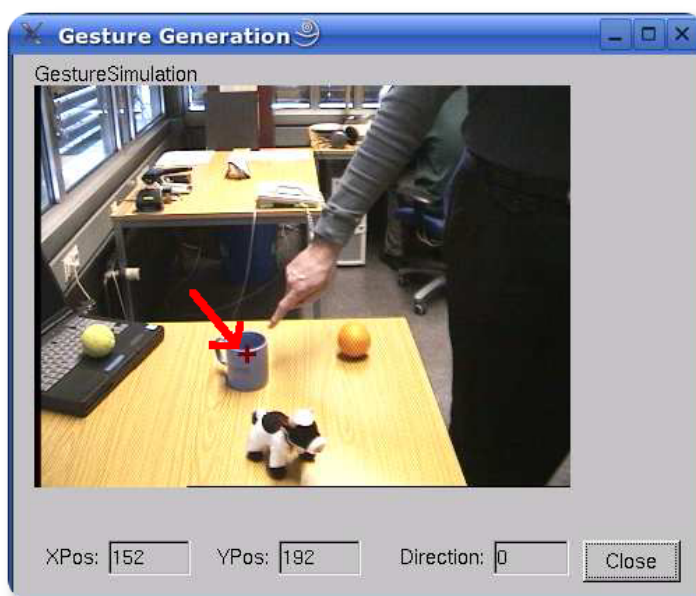 Gesture Generation
GestureSimulation
XPos: 152 YPos: 192 Direction: 0 Close